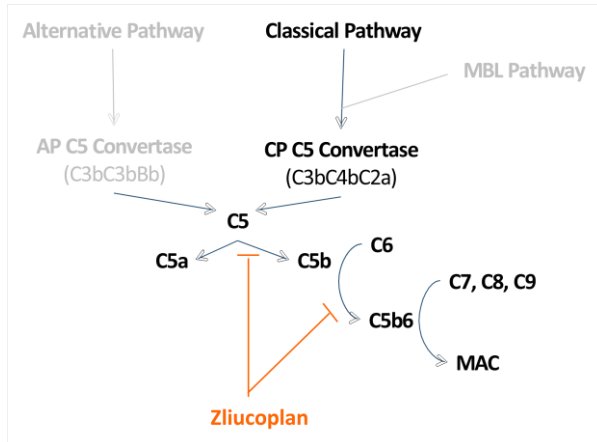 Alternative Pathway
Classical Pathway
MBL Pathway
AP C5 Convertase
(C3bC3bBb)
CP C5 Convertase
(C3bC4bC2a)
C5
C5a
C5b
C6
C7, C8, C9
C5b6
MAC
Zliucoplan